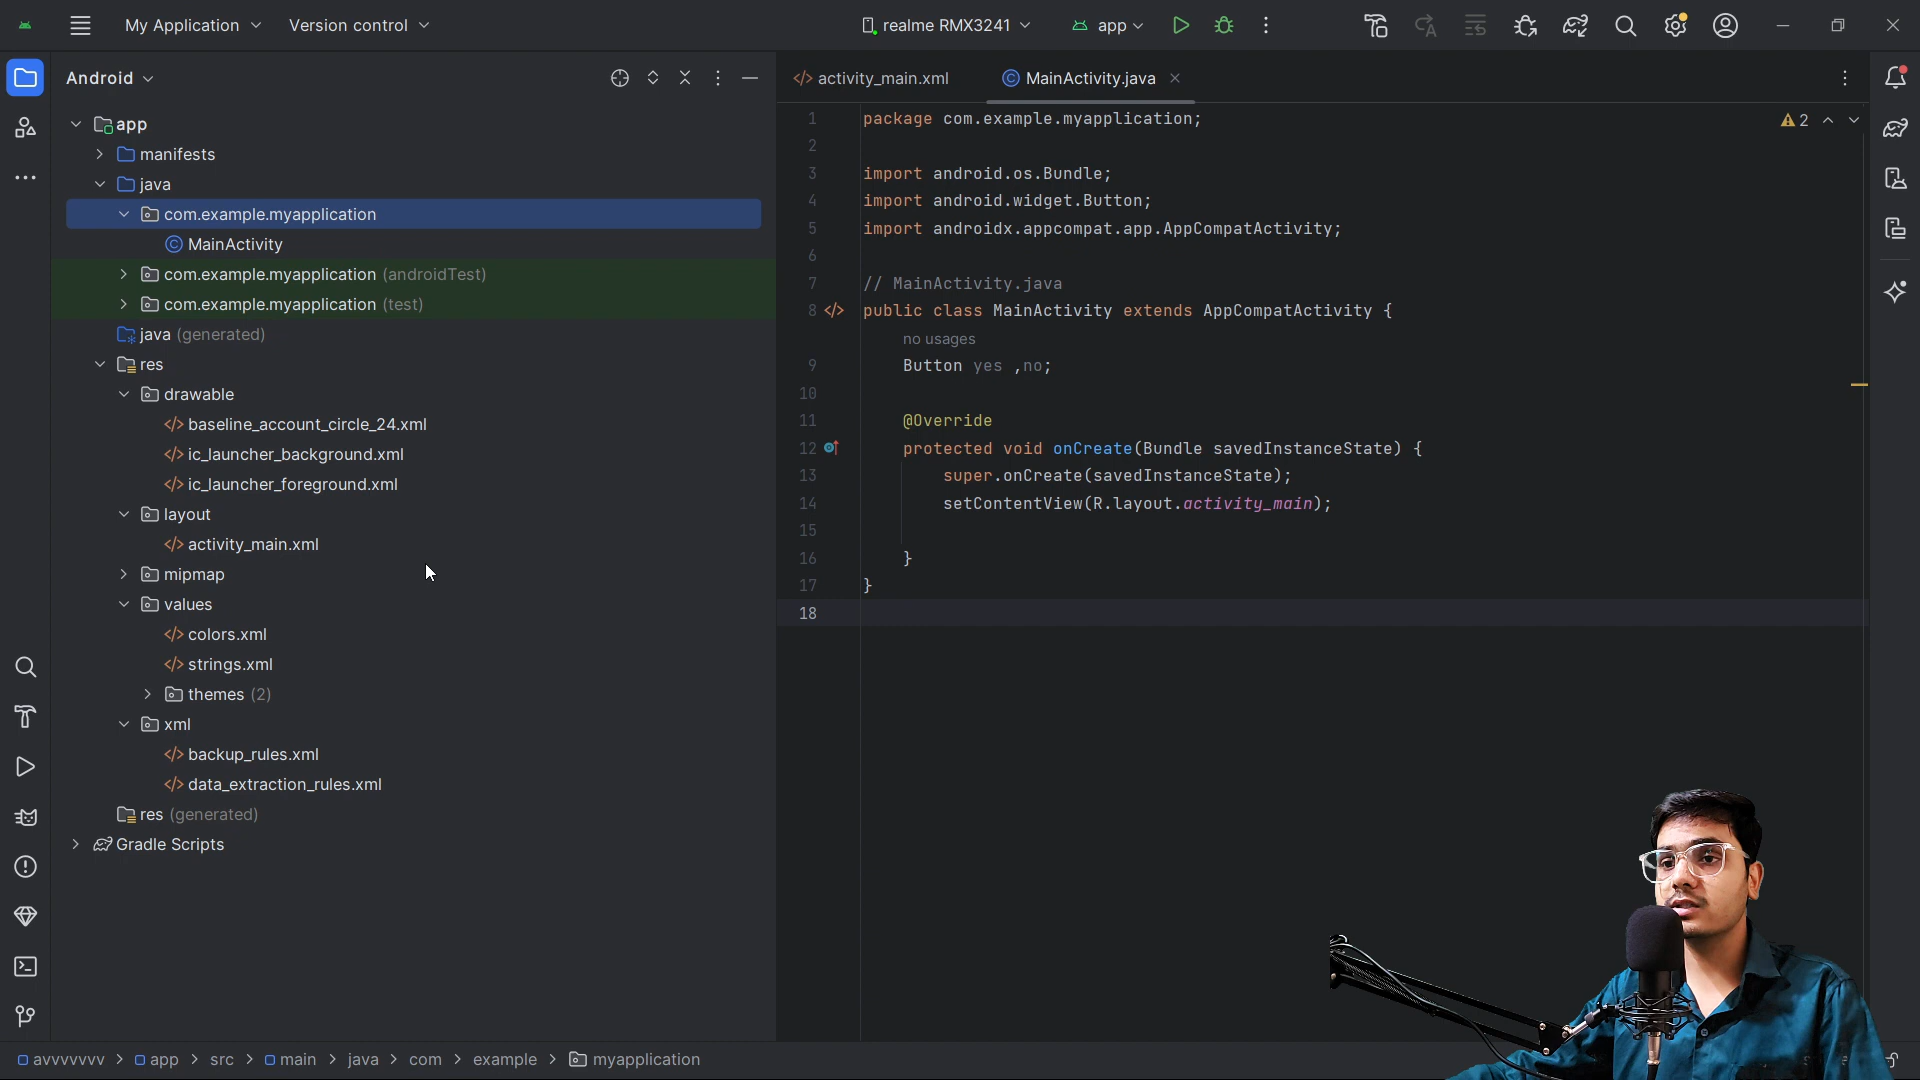 My Application
Version control
realme RMX3241
app
Android
app
manifests
java
com.example.myapplication
MainActivity
com.example.myapplication (androidTest)
com.example.myapplication (test)
java (generated)
res
drawable
baseline_account_circle_24.xml
ic_launcher_background.xml
ic_launcher_foreground.xml
layout
activity_main.xml
mipmap
values
colors.xml
strings.xml
themes (2)
xml
backup_rules.xml
data_extraction_rules.xml
res (generated)
Gradle Scripts
activity_main.xml
MainActivity.java
2
1 package com.example.myapplication;
2
3 import android.os.Bundle;
4 import android.widget.Button;
5 import androidx.appcompat.app.AppCompatActivity;
6
7 // MainActivity.java
8 public class MainActivity extends AppCompatActivity {
no usages
9 Button yes ,no;
10
11 @Override
12 protected void onCreate(Bundle savedInstanceState) {
13 super.onCreate(savedInstanceState);
14 setContentView(R.layout.activity_main);
15
16 }
17 }
18
avvvvvvv > app > src > main > java > com > example > myapplication